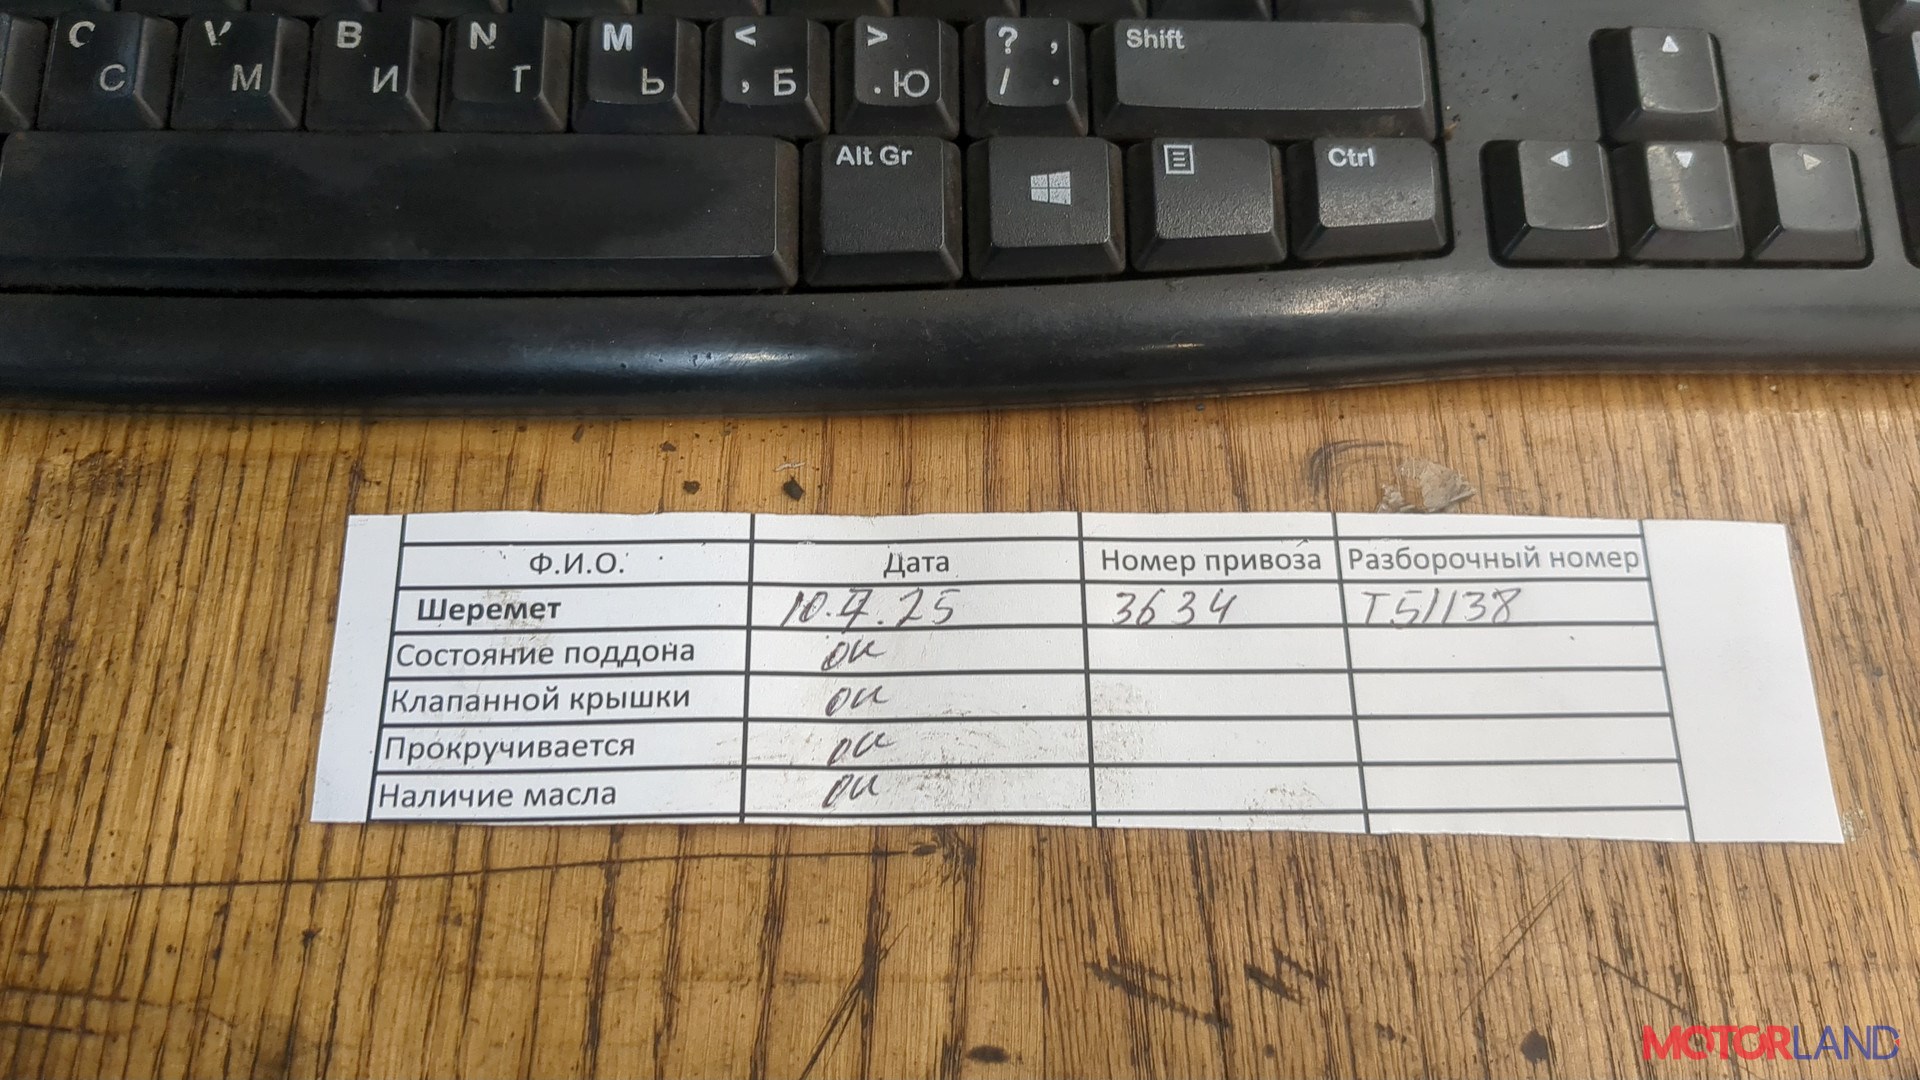 C V B N M < > ? , Shift
С М И Т Ь , Б . Ю / .
Alt Gr Ctrl
Ф.И.О. Дата Номер привоза Разборочный номер
Шеремет 10.7.25 3634 T51138
Состояние поддона ок
Клапанной крышки ок
Прокручивается ок
Наличие масла ок
MOTORLAND